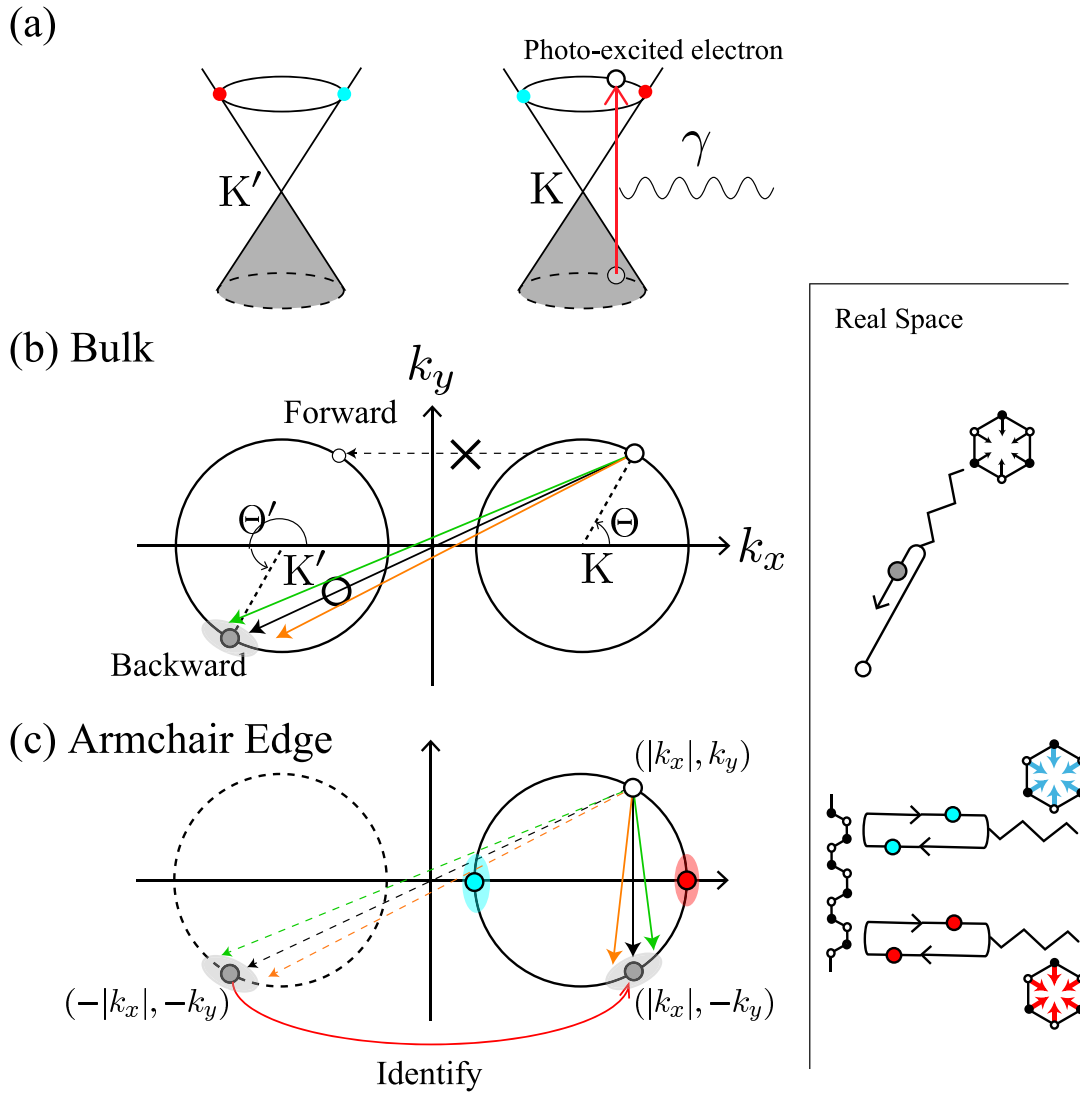 (a)
Photo-excited electron
K′
K
γ
Real Space
(b) Bulk
k_y
Forward
Θ′
Θ
k_x
K′
K
Backward
(c) Armchair Edge
(|k_x|, k_y)
(−|k_x|, −k_y)
(|k_x|, −k_y)
Identify